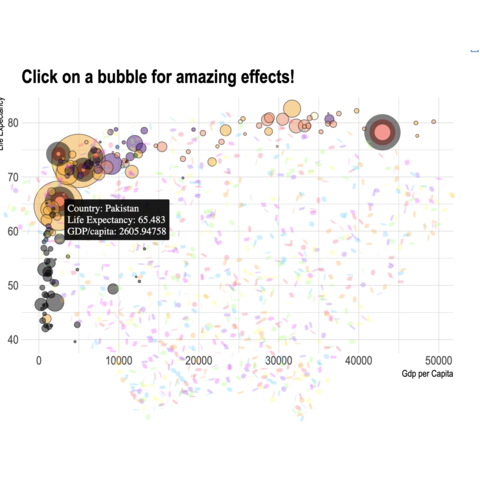 Click on a bubble for amazing effects!
Life Expectancy
80
70
Country: Pakistan
Life Expectancy: 65.483
GDP/capita: 2605.94758
60
50
40
0 10000 20000 30000 40000 50000
Gdp per Capita